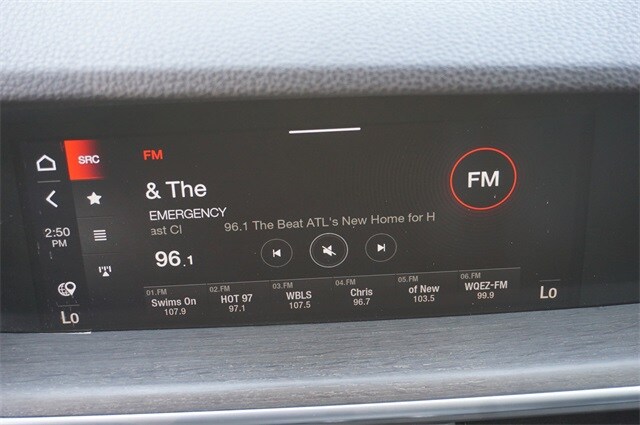 SRC
FM
& The
EMERGENCY
ast Cl 96.1 The Beat ATL's New Home for H
FM
2:50
PM
96.1
01.FM 02.FM 03.FM 04.FM 05.FM 06.FM
Swims On HOT 97 WBLS Chris of New WQEZ-FM
107.9 97.1 107.5 96.7 103.5 99.9
Lo Lo